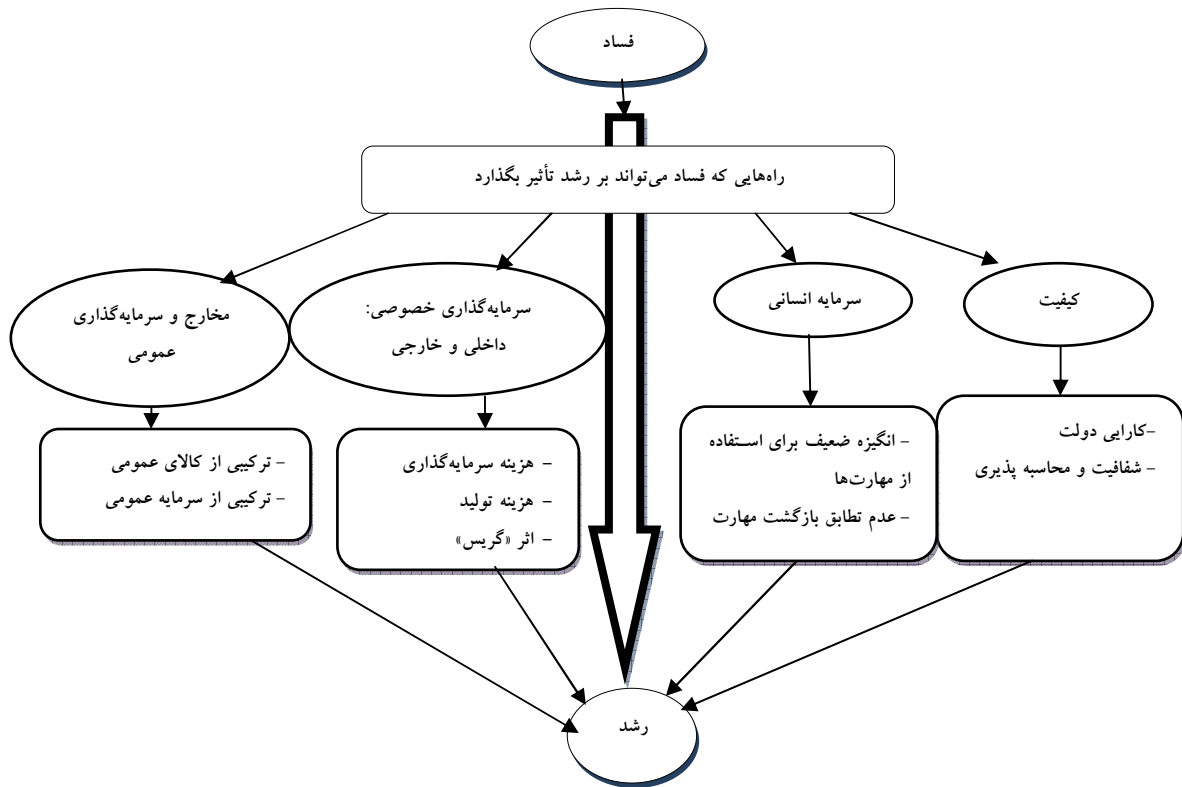 فساد
راه‌هایی که فساد می‌تواند بر رشد تأثیر بگذارد
کیفیت
سرمایه انسانی
سرمایه‌گذاری خصوصی:
داخلی و خارجی
مخارج و سرمایه‌گذاری
عمومی
-کارایی دولت
- شفافیت و محاسبه پذیری
- انگیزه ضعیف برای استفاده
از مهارت‌ها
- عدم تطابق بازگشت مهارت
- هزینه سرمایه‌گذاری
- هزینه تولید
- اثر «گریس»
- ترکیبی از کالای عمومی
- ترکیبی از سرمایه عمومی
رشد